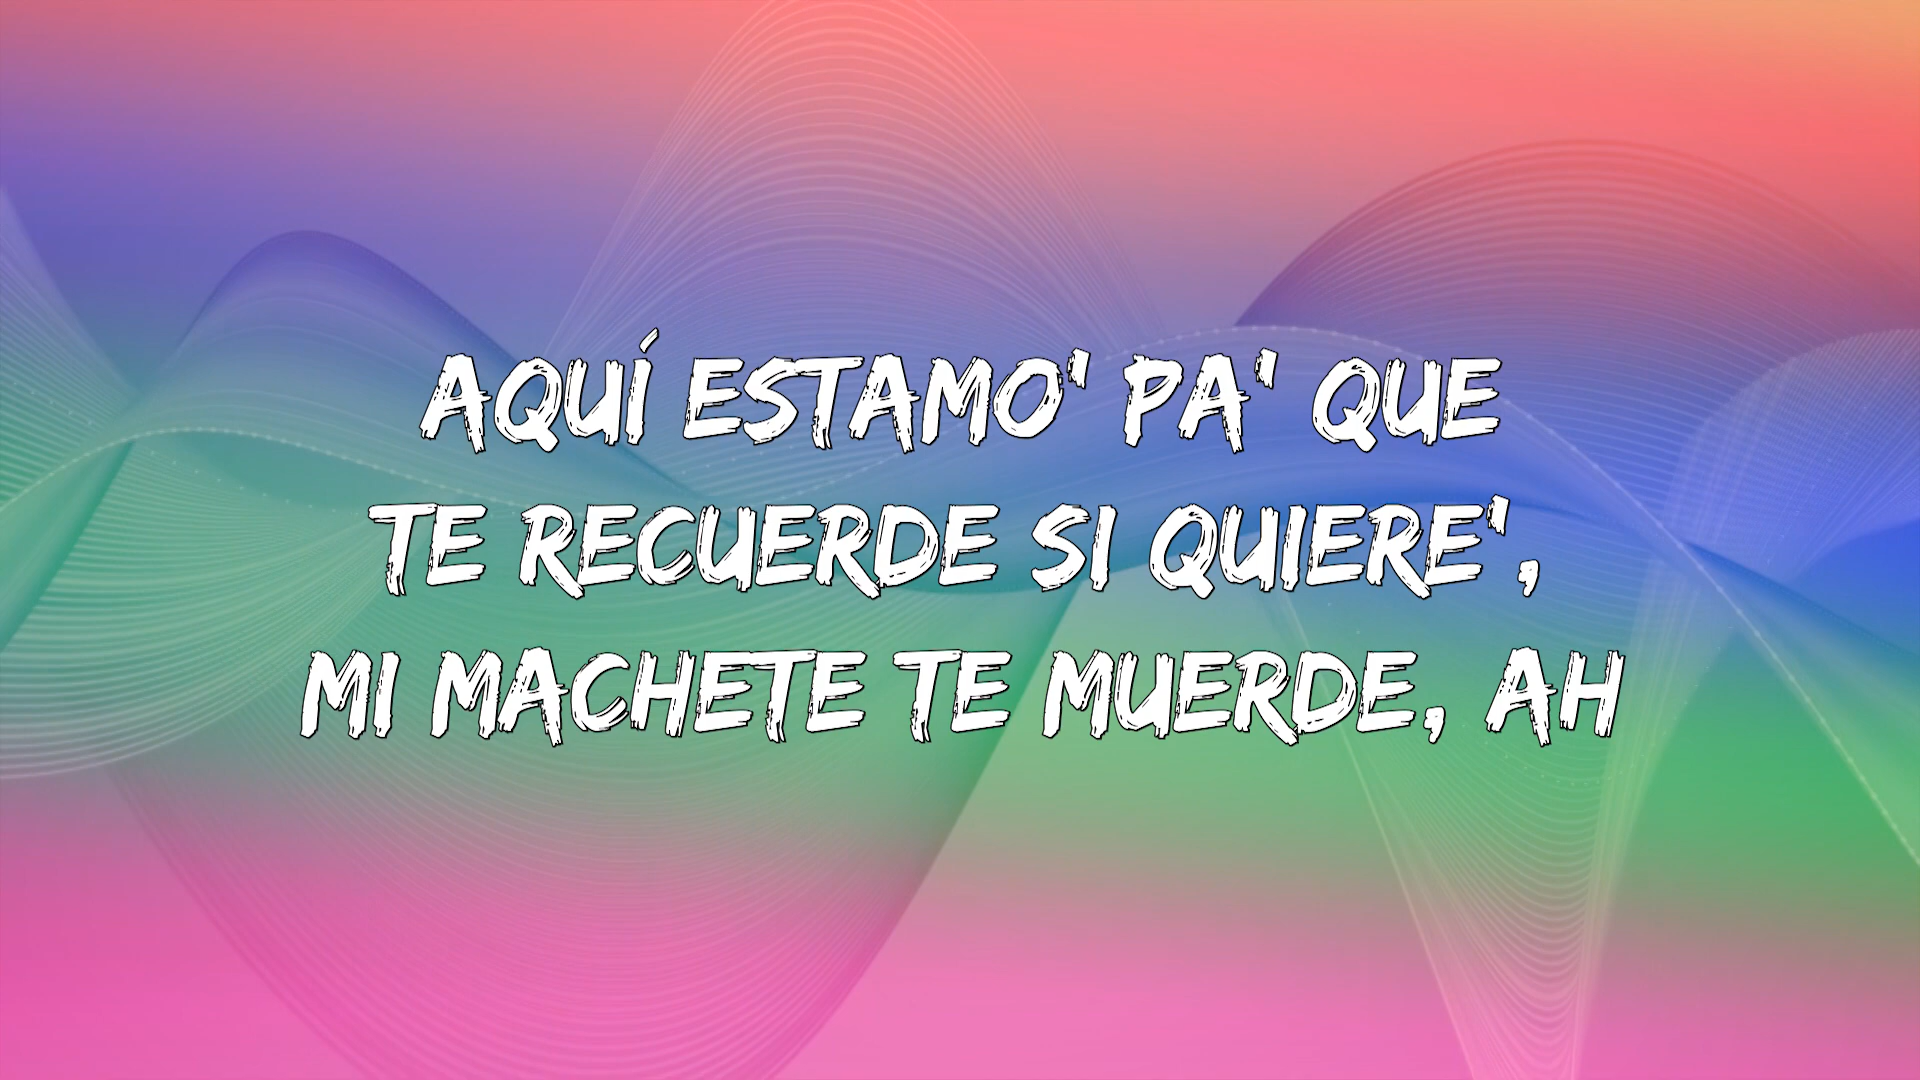 AQUÍ ESTAMO' PA' QUE
TE RECUERDE SI QUIERE',
MI MACHETE TE MUERDE, AH